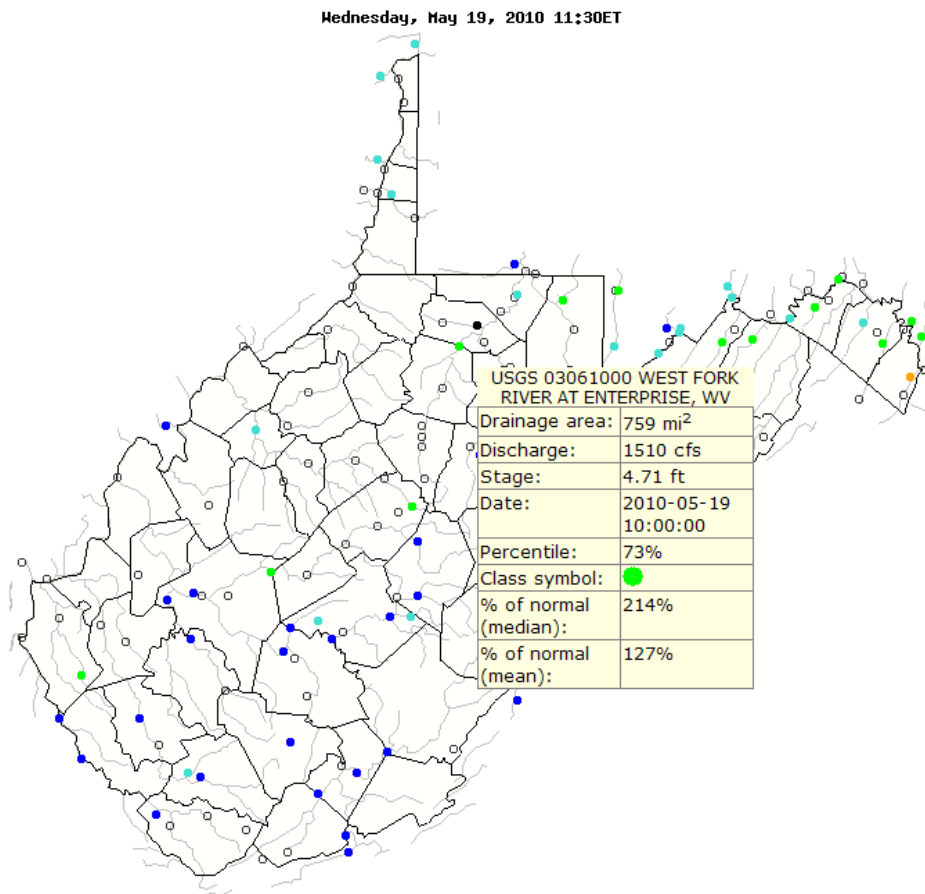 Wednesday, May 19, 2010 11:30ET
USGS 03061000 WEST FORK
RIVER AT ENTERPRISE, WV
Drainage area: 759 mi2
Discharge: 1510 cfs
Stage: 4.71 ft
Date: 2010-05-19
10:00:00
Percentile: 73%
Class symbol:
% of normal 214%
(median):
% of normal 127%
(mean):